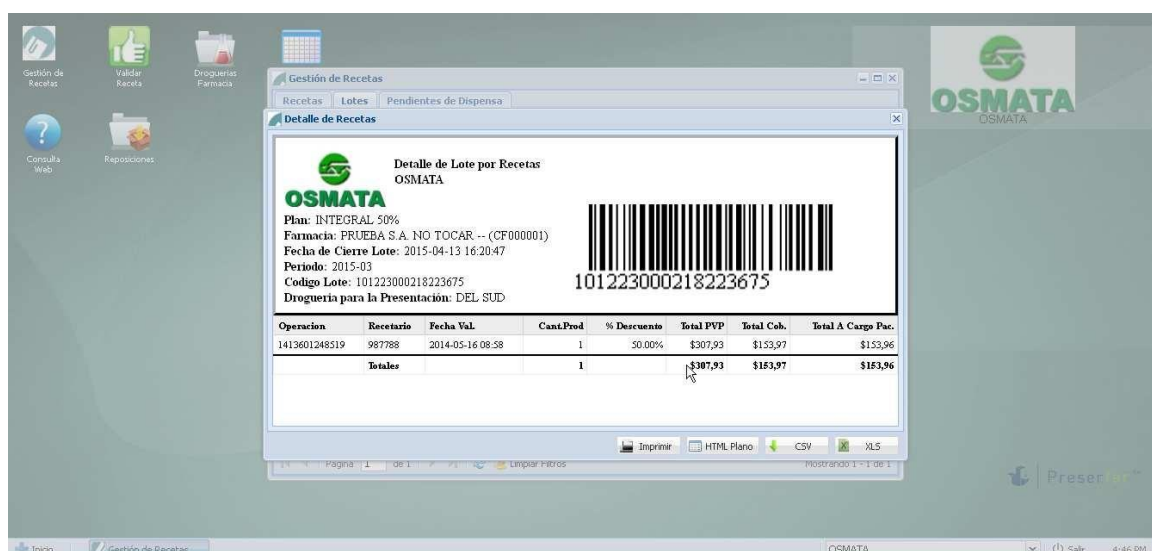 Gestión de
Recetas
Validar
Receta
Droguerias
Farmacia
Consulta
Web
Reposiciones
OSMATA
OSMATA
Gestión de Recetas
Recetas Lotes Pendientes de Dispensa
Detalle de Recetas
OSMATA
Detalle de Lote por Recetas
OSMATA
Plan: INTEGRAL 50%
Farmacia: PRUEBA S.A. NO TOCAR -- (CF000001)
Fecha de Cierre Lote: 2015-04-13 16:20:47
Periodo: 2015-03
Codigo Lote: 101223000218223675
Drogueria para la Presentación: DEL SUD
101223000218223675
Operacion Recetario Fecha Val. Cant.Prod % Descuento Total PVP Total Cob. Total A Cargo Pac.
1413601248519 987788 2014-05-16 08:58 1 50.00% $307,93 $153,97 $153,96
Totales 1 $307,93 $153,97 $153,96
Imprimir HTML Plano CSV XLS
Pagina 1 de 1 Limpiar Filtros Mostrando 1 - 1 de 1
Inicio Gestión de Recetas OSMATA Salir 4:46 PM